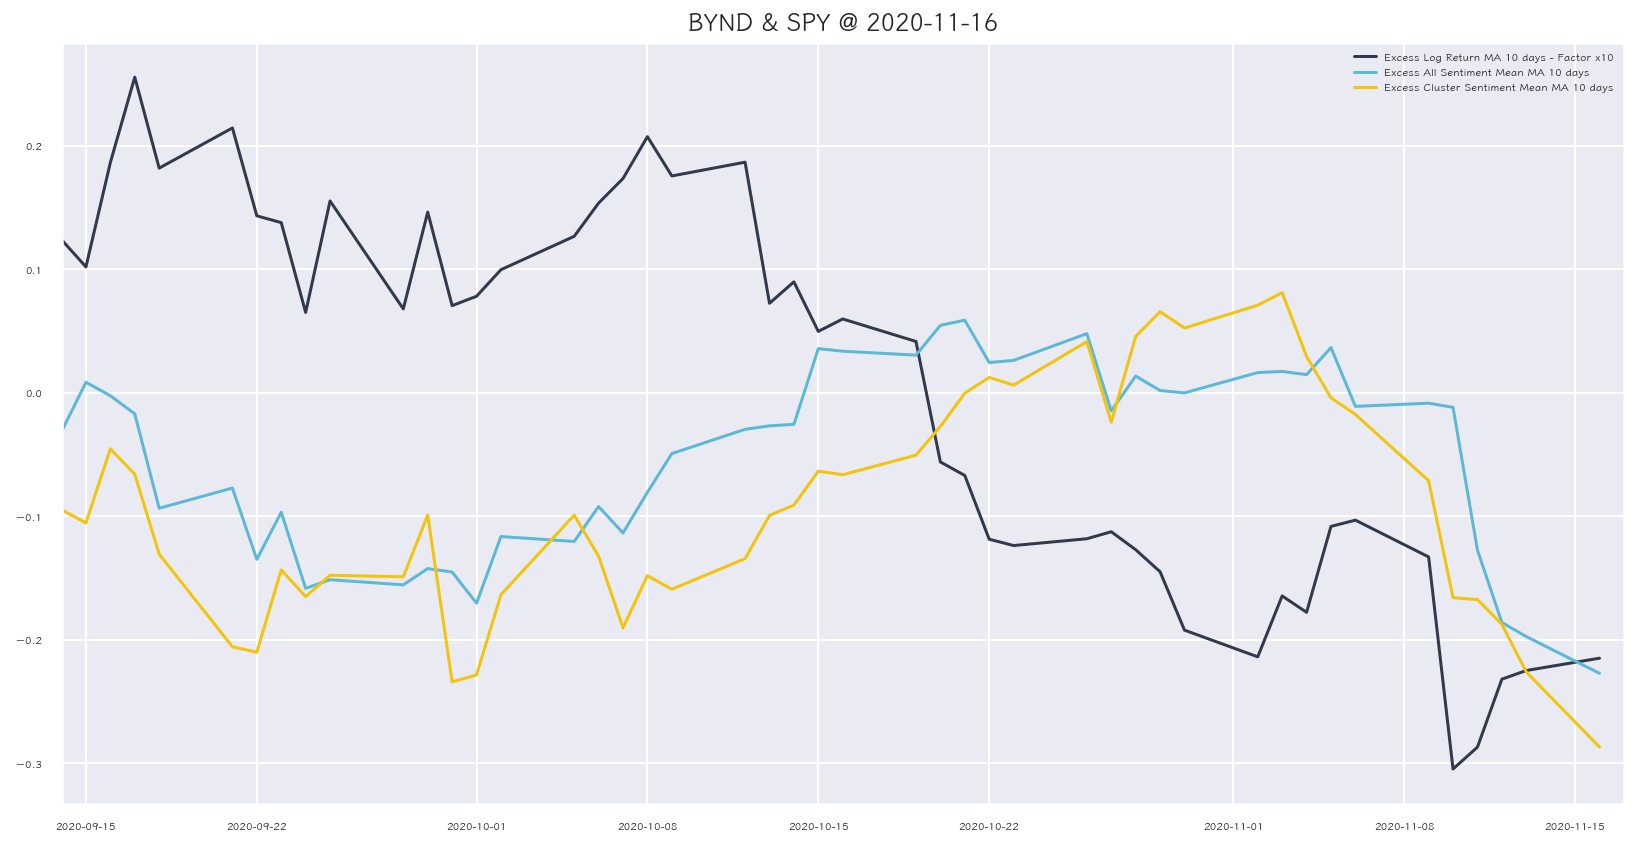 BYND & SPY @ 2020-11-16
Excess Log Return MA 10 days - Factor x10
Excess All Sentiment Mean MA 10 days
Excess Cluster Sentiment Mean MA 10 days
0.2
0.1
0.0
−0.1
−0.2
−0.3
2020-09-15 2020-09-22 2020-10-01 2020-10-08 2020-10-15 2020-10-22 2020-11-01 2020-11-08 2020-11-15